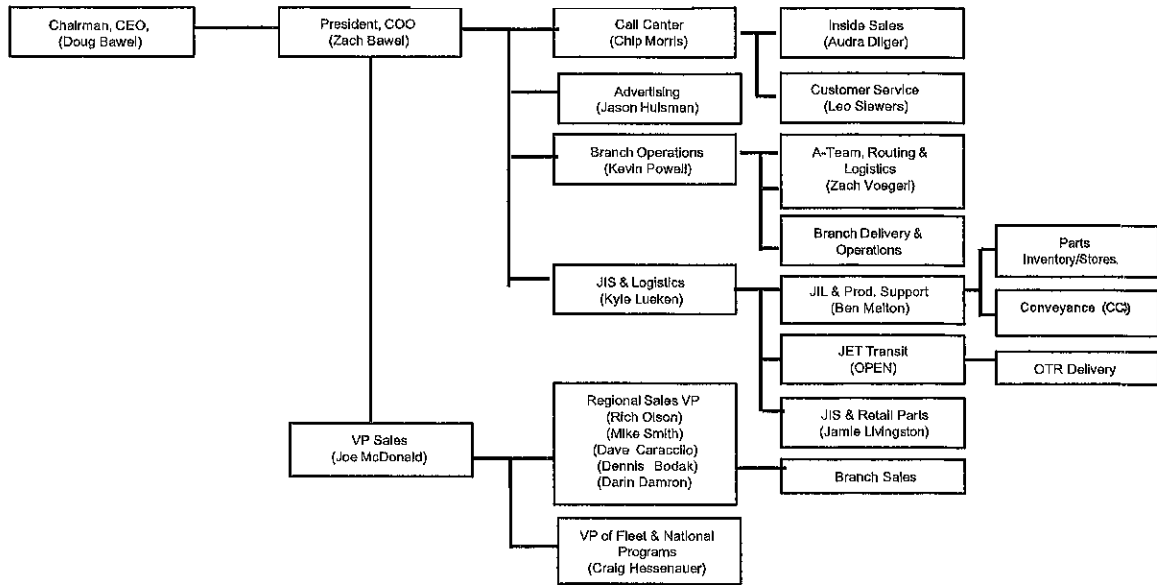 Chairman, CEO,
(Doug Bawel)
President, COO
(Zach Bawel)
Call Center
(Chip Morris)
Inside Sales
(Audra Dilger)
Customer Service
(Leo Siewers)
Advertising
(Jason Hulsman)
Branch Operations
(Kevin Powell)
A-Team, Routing &
Logistics
(Zach Voegerl)
Branch Delivery &
Operations
JIS & Logistics
(Kyle Lueken)
JIL & Prod. Support
(Ben Melton)
Parts
Inventory/Stores.
Conveyance (CC)
JET Transit
(OPEN)
OTR Delivery
JIS & Retail Parts
(Jamie Livingston)
VP Sales
(Joe McDonald)
Regional Sales VP
(Rich Olson)
(Mike Smith)
(Dave Caracciio)
(Dennis Bodak)
(Darin Damron)
Branch Sales
VP of Fleet & National
Programs
(Craig Hessenauer)